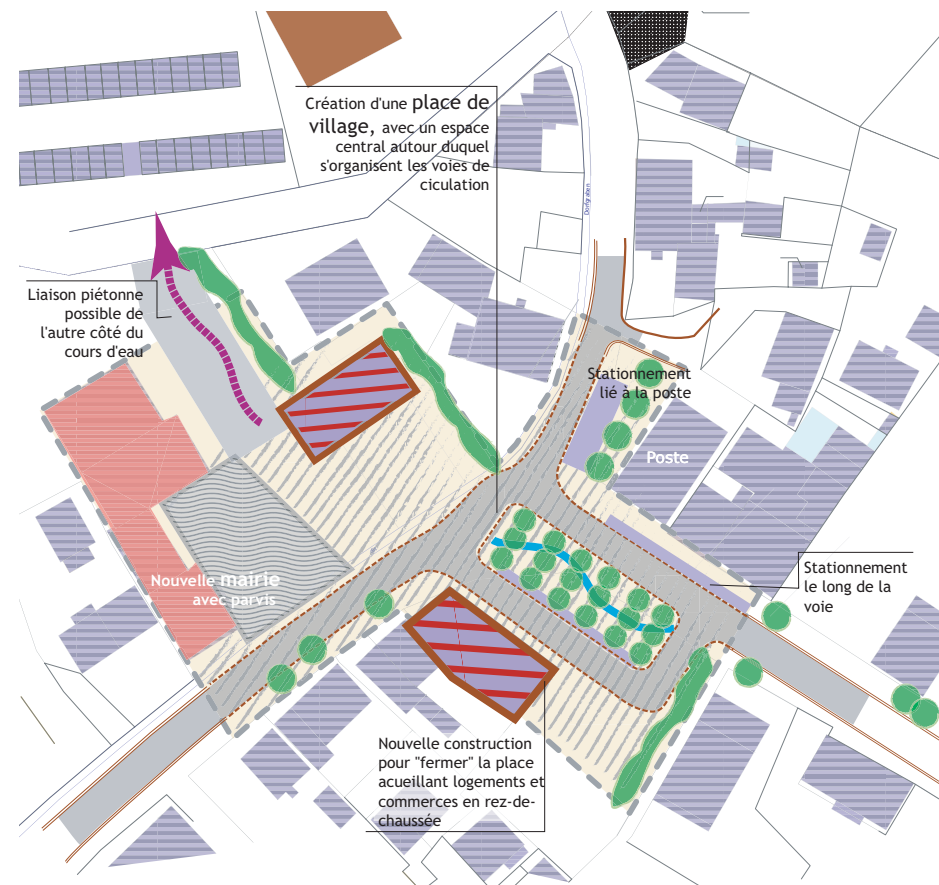 Création d'une place de
village, avec un espace
central autour duquel
s'organisent les voies de
ciculation
Dorfgraben
Liaison piétonne
possible de
l'autre côté du
cours d'eau
Stationnement
lié à la poste
Poste
Stationnement
le long de la
voie
Nouvelle mairie
avec parvis
Nouvelle construction
pour "fermer" la place
acueillant logements et
commerces en rez-de-
chaussée